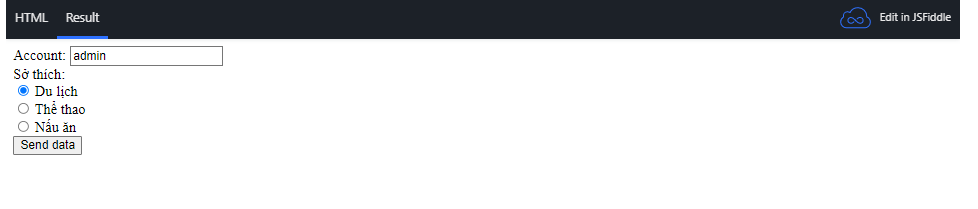 HTML Result Edit in JSFiddle
Account: admin
Sở thích:
Du lịch
Thể thao
Nấu ăn
Send data